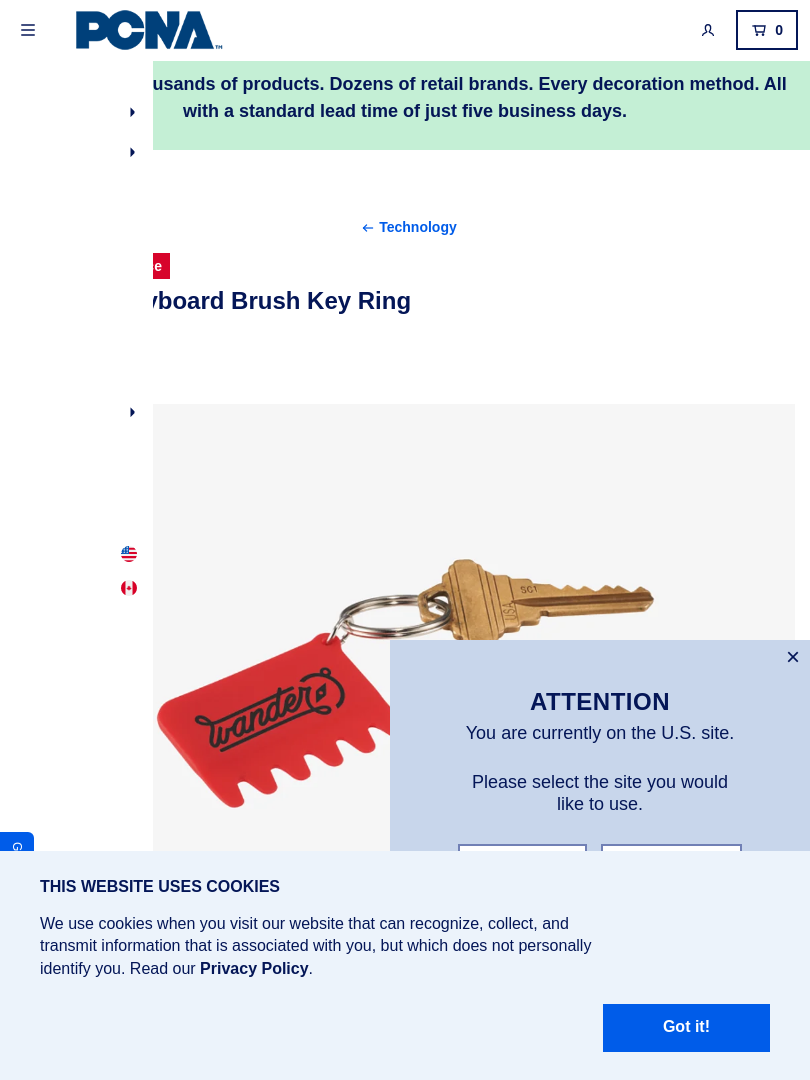 PCNA™
0
of products. Dozens of retail brands. Every decoration method. All
with a standard lead time of just five business days.
← Technology
Brush Key Ring
SC1
USA
wander
×
ATTENTION
You are currently on the U.S. site.
Please select the site you would
like to use.
G
THIS WEBSITE USES COOKIES
We use cookies when you visit our website that can recognize, collect, and
transmit information that is associated with you, but which does not personally
identify you. Read our Privacy Policy.
Got it!